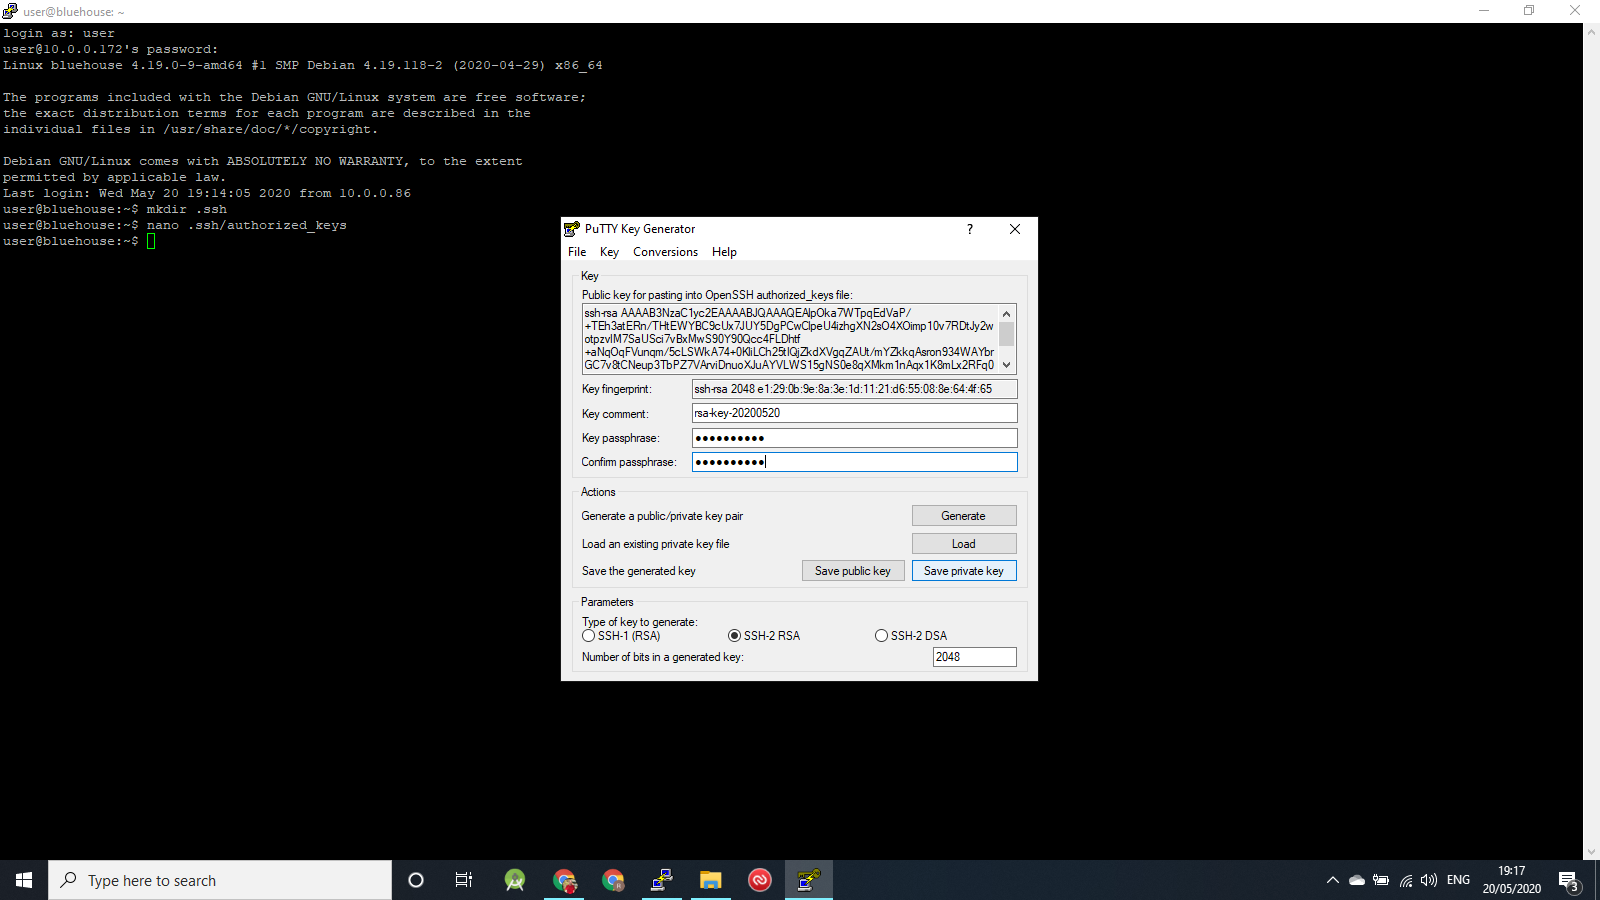 user@bluehouse: ~
login as: user
user@10.0.0.172's password:
Linux bluehouse 4.19.0-9-amd64 #1 SMP Debian 4.19.118-2 (2020-04-29) x86_64
The programs included with the Debian GNU/Linux system are free software;
the exact distribution terms for each program are described in the
individual files in /usr/share/doc/*/copyright.
Debian GNU/Linux comes with ABSOLUTELY NO WARRANTY, to the extent
permitted by applicable law.
Last login: Wed May 20 19:14:05 2020 from 10.0.0.86
user@bluehouse:~$ mkdir .ssh
user@bluehouse:~$ nano .ssh/authorized_keys
user@bluehouse:~$
PuTTY Key Generator
?
File Key Conversions Help
Key
Public key for pasting into OpenSSH authorized_keys file:
ssh-rsa AAAAB3NzaC1yc2EAAAABJQAAAQEAlpOka7WTpqEdVaP/
+TEh3atERn/THtEWYBC9cUx7JUY5DgPCwClpeU4izhgXN2sO4XOimp10v7RDtJy2w
otpzvlM7SaUSci7vBxMwS90Y90Qcc4FLDhtf
+aNqOqFVunqm/5cLSWkA74+0KliLCh25tlQjZkdXVgqZAUt/mYZkkqAsron934WAYbr
GC7v8tCNeup3TbPZ7VArviDnuoXJuAYVLWS15gNS0e8qXMkm1nAqx1K8mLx2RFq0
Key fingerprint: ssh-rsa 2048 e1:29:0b:9e:8a:3e:1d:11:21:d6:55:08:8e:64:4f:65
Key comment: rsa-key-20200520
Key passphrase: ●●●●●●●●●●
Confirm passphrase: ●●●●●●●●●●
Actions
Generate a public/private key pair Generate
Load an existing private key file Load
Save the generated key Save public key Save private key
Parameters
Type of key to generate:
SSH-1 (RSA) SSH-2 RSA SSH-2 DSA
Number of bits in a generated key: 2048
Type here to search
ENG
19:17
20/05/2020
3